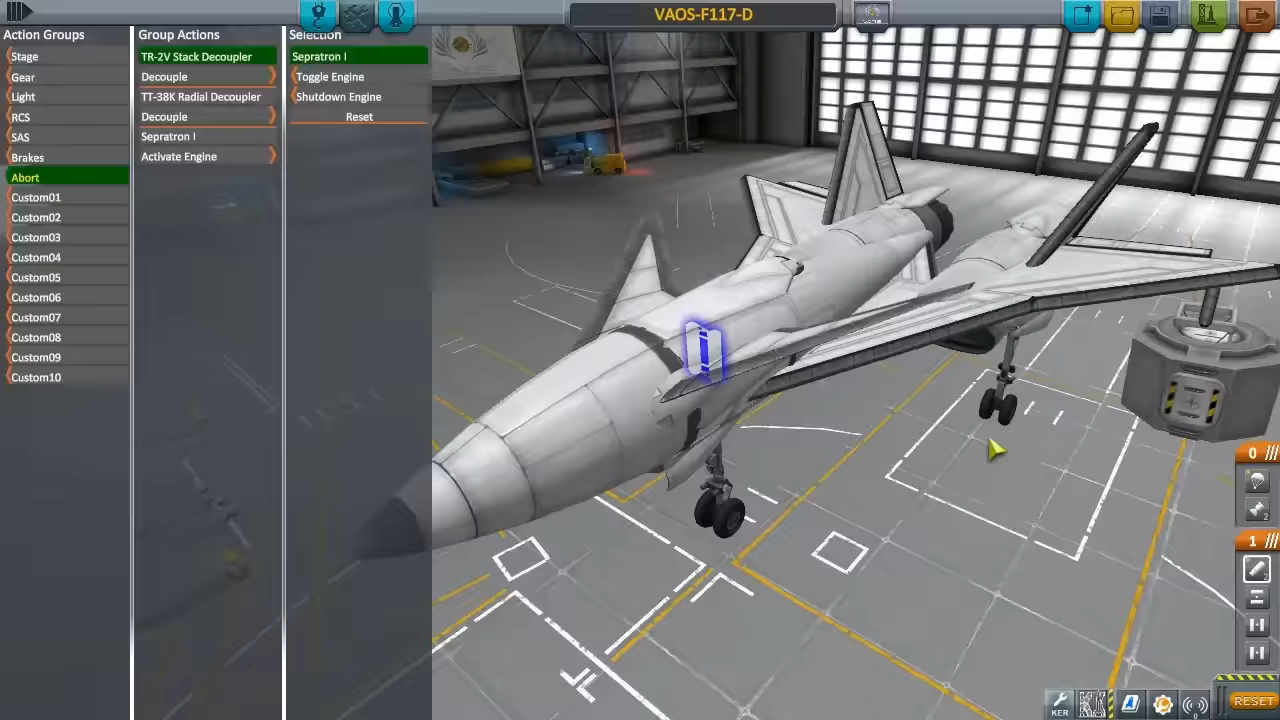 VAOS-F117-D
Action Groups
Stage
Gear
Light
RCS
SAS
Brakes
Abort
Custom01
Custom02
Custom03
Custom04
Custom05
Custom06
Custom07
Custom08
Custom09
Custom10
Group Actions
TR-2V Stack Decoupler
Decouple
TT-38K Radial Decoupler
Decouple
Sepratron I
Activate Engine
Selection
Sepratron I
Toggle Engine
Shutdown Engine
Reset
0
2
1
2
KER
RESET